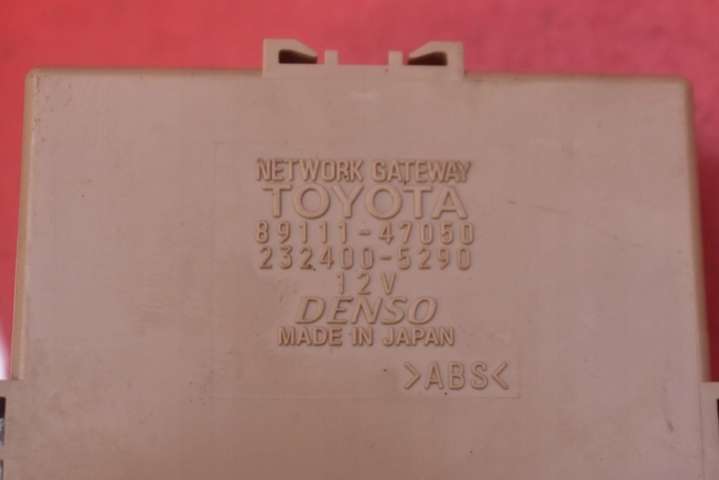 NETWORK GATEWAY
TOYOTA
89111-47050
232400-5290
12V
DENSO
MADE IN JAPAN
>ABS<